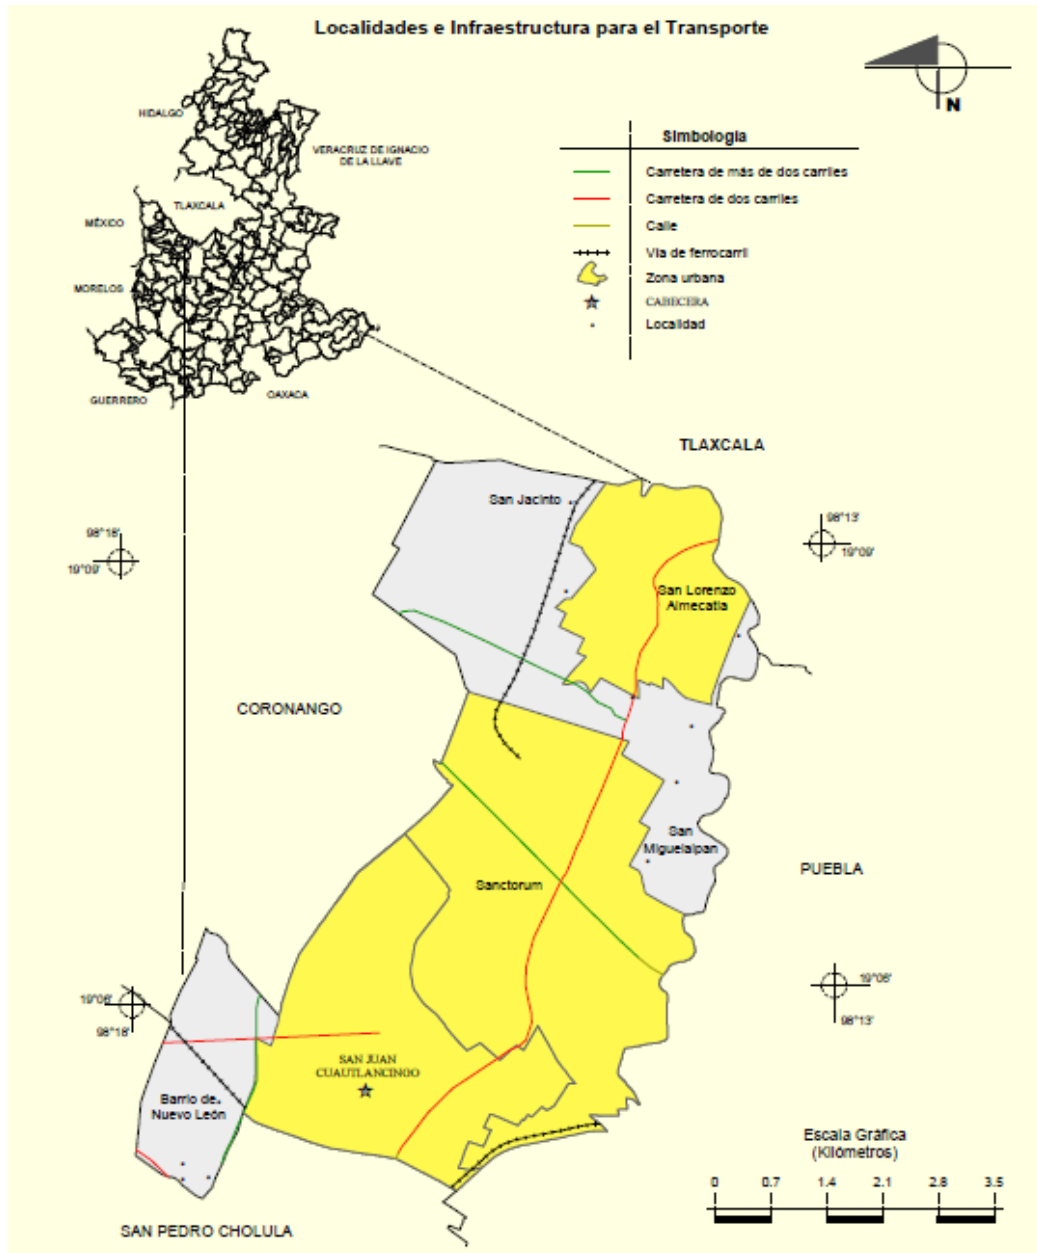 Localidades e Infraestructura para el Transporte
N
HIDALGO
VERACRUZ DE IGNACIO
DE LA LLAVE
TLAXCALA
MÉXICO
MORELOS
GUERRERO
OAXACA
Simbología
Carretera de más de dos carriles
Carretera de dos carriles
Calle
Vía de ferrocarril
Zona urbana
CABECERA
Localidad
TLAXCALA
San Jacinto
98°18'
19°09'
98°13'
19°09'
San Lorenzo
Almecatla
CORONANGO
San
Miguelalpan
PUEBLA
Sanctorum
19°06'
98°18'
19°06'
98°13'
SAN JUAN
CUAUTLANCINGO
Barrio de
Nuevo León
Escala Gráfica
(Kilómetros)
0 0.7 1.4 2.1 2.8 3.5
SAN PEDRO CHOLULA